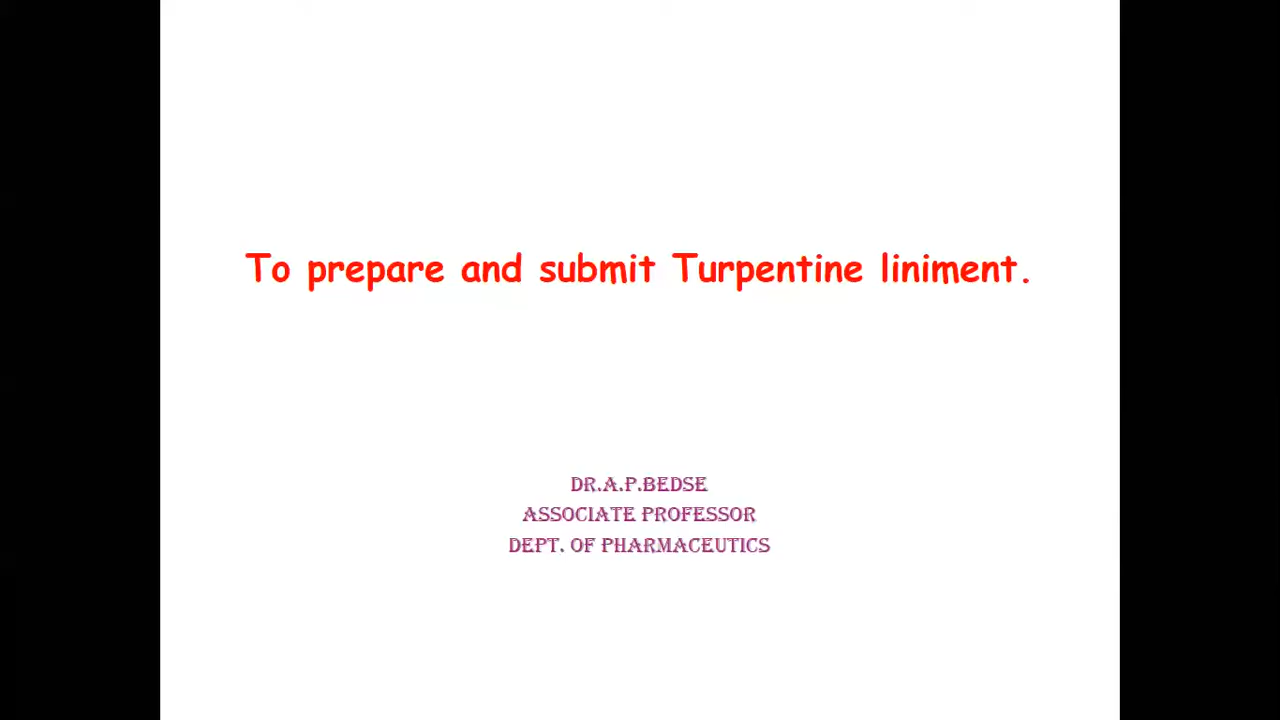 To prepare and submit Turpentine liniment.
DR.A.P.BEDSE
ASSOCIATE PROFESSOR
DEPT. OF PHARMACEUTICS